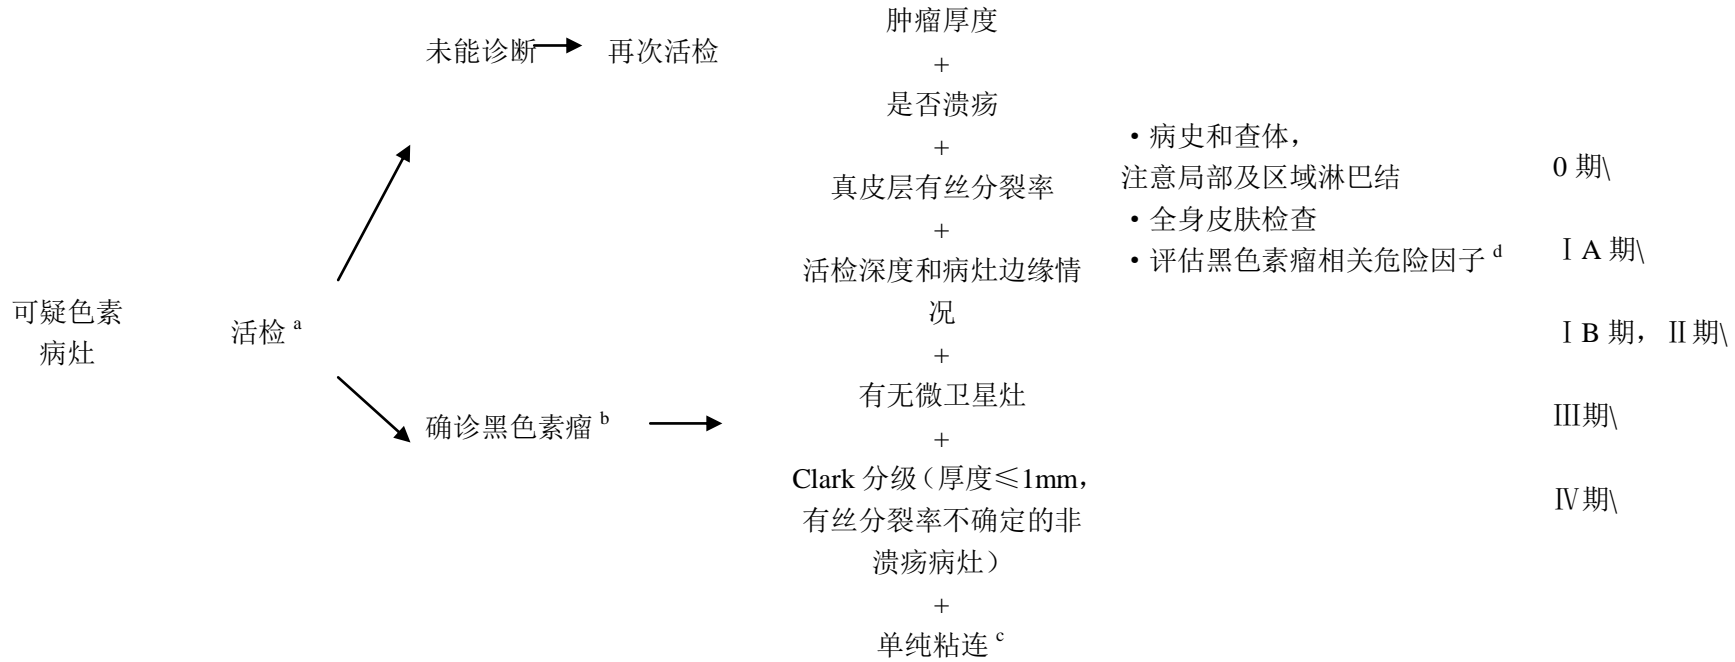 可疑色素
病灶
活检 a
未能诊断
再次活检
确诊黑色素瘤 b
肿瘤厚度
+
是否溃疡
+
真皮层有丝分裂率
+
活检深度和病灶边缘情
况
+
有无微卫星灶
+
Clark 分级（厚度≤1mm，
有丝分裂率不确定的非
溃疡病灶）
+
单纯粘连 c
·病史和查体，
注意局部及区域淋巴结
·全身皮肤检查
·评估黑色素瘤相关危险因子 d
0 期\
ⅠA 期\
ⅠB 期，Ⅱ期\
Ⅲ期\
Ⅳ期\